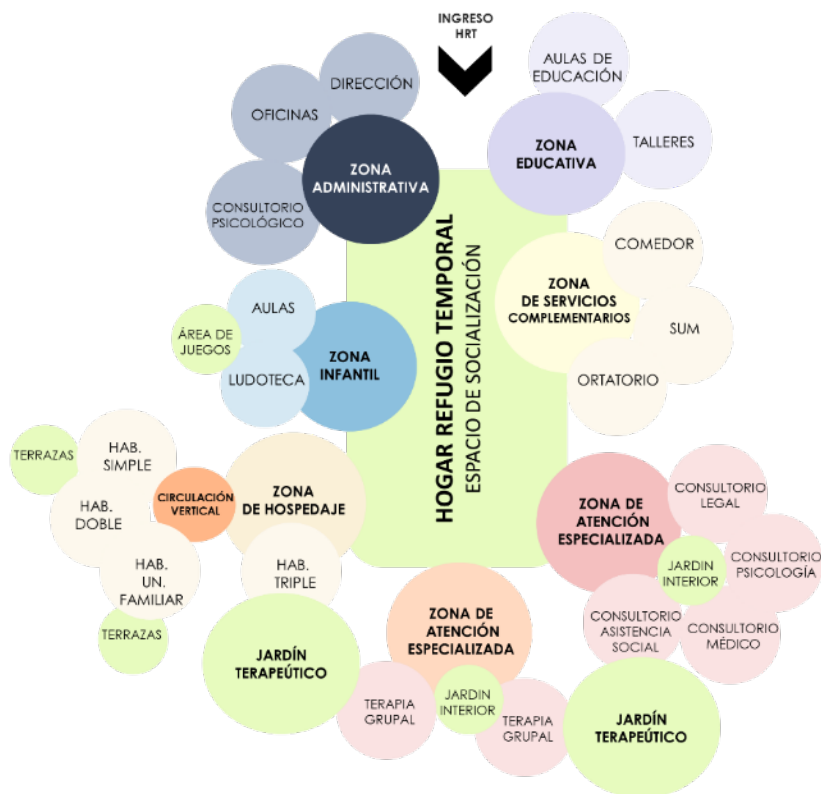 INGRESO
HRT
DIRECCIÓN
OFICINAS
ZONA
ADMINISTRATIVA
CONSULTORIO
PSICOLÓGICO
AULAS DE
EDUCACIÓN
ZONA
EDUCATIVA
TALLERES
HOGAR REFUGIO TEMPORAL
ESPACIO DE SOCIALIZACIÓN
COMEDOR
ZONA
DE SERVICIOS
COMPLEMENTARIOS
SUM
ORTATORIO
AULAS
ÁREA DE
JUEGOS
ZONA
INFANTIL
LUDOTECA
TERRAZAS
HAB.
SIMPLE
HAB.
DOBLE
CIRCULACIÓN
VERTICAL
ZONA
DE HOSPEDAJE
HAB.
UN.
FAMILIAR
HAB.
TRIPLE
TERRAZAS
JARDÍN
TERAPEÚTICO
ZONA DE
ATENCIÓN
ESPECIALIZADA
TERAPIA
GRUPAL
JARDIN
INTERIOR
TERAPIA
GRUPAL
ZONA DE
ATENCIÓN
ESPECIALIZADA
CONSULTORIO
LEGAL
JARDIN
INTERIOR
CONSULTORIO
PSICOLOGÍA
CONSULTORIO
ASISTENCIA
SOCIAL
CONSULTORIO
MÉDICO
JARDÍN
TERAPEÚTICO